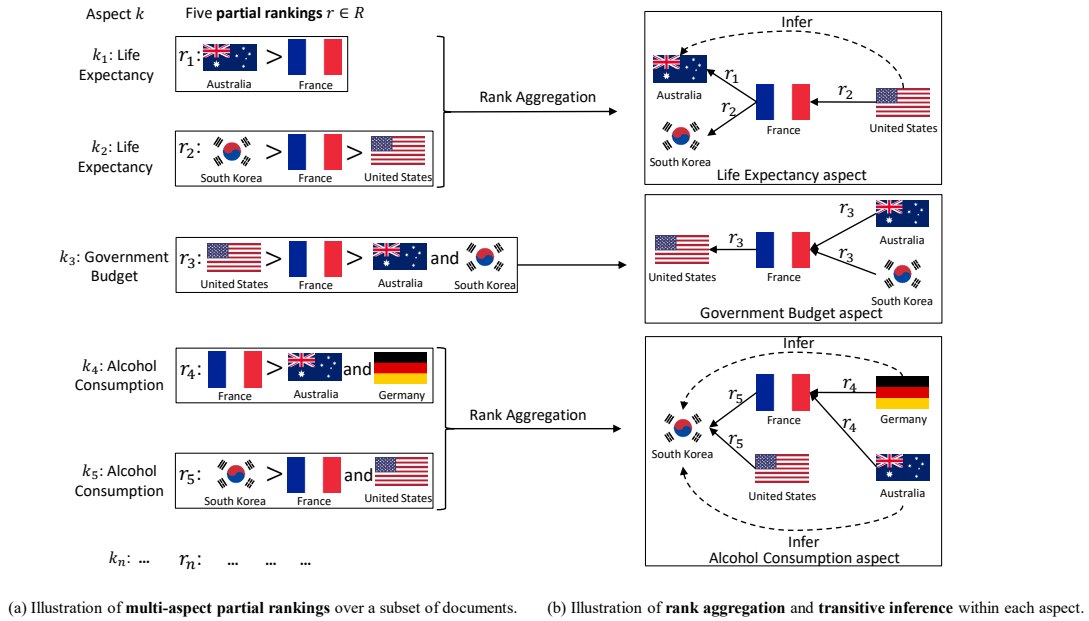 Aspect k
Five partial rankings r ∈ R
k₁: Life
Expectancy
r₁:
>
Australia
France
k₂: Life
Expectancy
r₂:
>
>
South Korea
France
United States
Rank Aggregation
k₃: Government
Budget
r₃:
>
>
and
United States
France
Australia
South Korea
k₄: Alcohol
Consumption
r₄:
>
and
France
Australia
Germany
k₅: Alcohol
Consumption
r₅:
>
and
South Korea
France
United States
Rank Aggregation
kₙ: ...
rₙ: ... ... ...
Infer
Australia
r₁
r₂
r₂
France
United States
South Korea
Life Expectancy aspect
r₃
Australia
r₃
United States
France
r₃
South Korea
Government Budget aspect
Infer
r₅
r₄
France
Germany
r₄
South Korea
r₅
United States
Australia
Infer
Alcohol Consumption aspect
(a) Illustration of multi-aspect partial rankings over a subset of documents.
(b) Illustration of rank aggregation and transitive inference within each aspect.